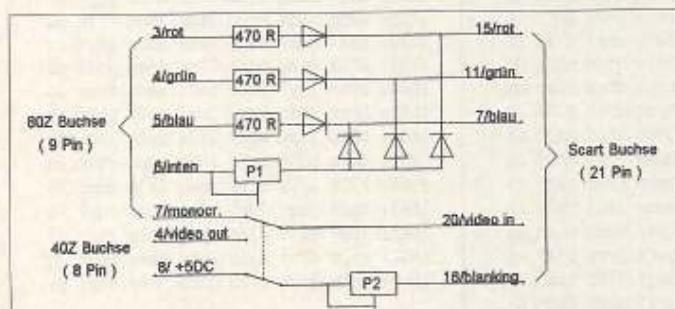 3/rot 470 R 15/rot
4/grün 470 R 11/grün
5/blau 470 R 7/blau
80Z Buchse
( 9 Pin )
6/inten P1
Scart Buchse
( 21 Pin )
7/monocr. 20/video in
4/video out
40Z Buchse
( 8 Pin )
8/ +5DC P2 16/blanking